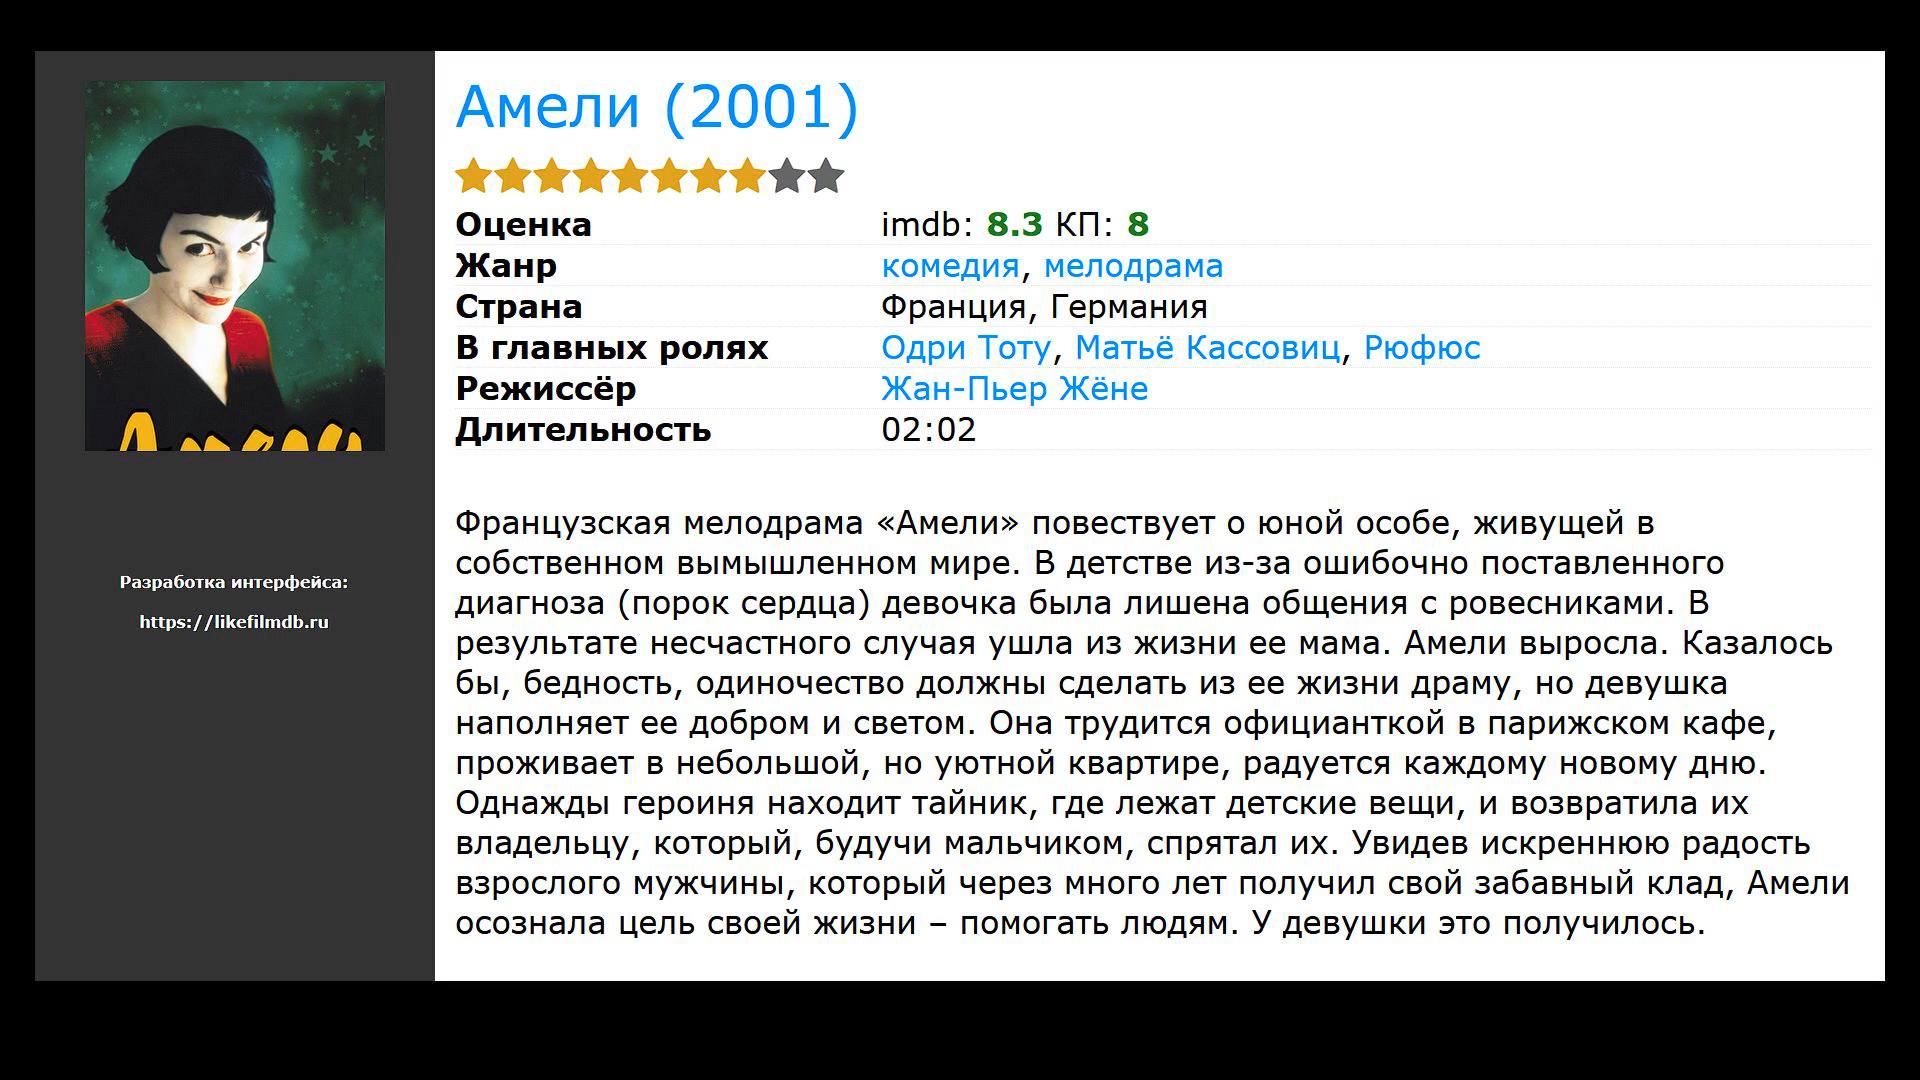 Амели (2001)
Оценка imdb: 8.3 КП: 8
Жанр комедия, мелодрама
Страна Франция, Германия
В главных ролях Одри Тоту, Матьё Кассовиц, Рюфюс
Режиссёр Жан-Пьер Жёне
Длительность 02:02
Французская мелодрама «Амели» повествует о юной особе, живущей в
собственном вымышленном мире. В детстве из-за ошибочно поставленного
диагноза (порок сердца) девочка была лишена общения с ровесниками. В
результате несчастного случая ушла из жизни ее мама. Амели выросла. Казалось
бы, бедность, одиночество должны сделать из ее жизни драму, но девушка
наполняет ее добром и светом. Она трудится официанткой в парижском кафе,
проживает в небольшой, но уютной квартире, радуется каждому новому дню.
Однажды героиня находит тайник, где лежат детские вещи, и возвратила их
владельцу, который, будучи мальчиком, спрятал их. Увидев искреннюю радость
взрослого мужчины, который через много лет получил свой забавный клад, Амели
осознала цель своей жизни – помогать людям. У девушки это получилось.
Амели
Разработка интерфейса:
https://likefilmdb.ru